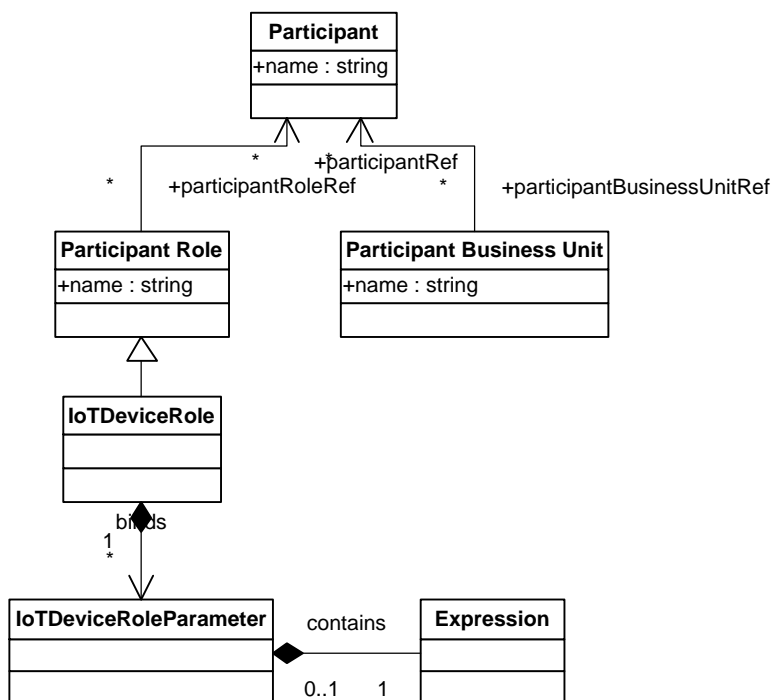 Participant
+name : string
* +participantRef
*
* +participantRoleRef * +participantBusinessUnitRef
Participant Role Participant Business Unit
+name : string +name : string
IoTDeviceRole
binds
1
*
IoTDeviceRoleParameter contains Expression
0..1 1